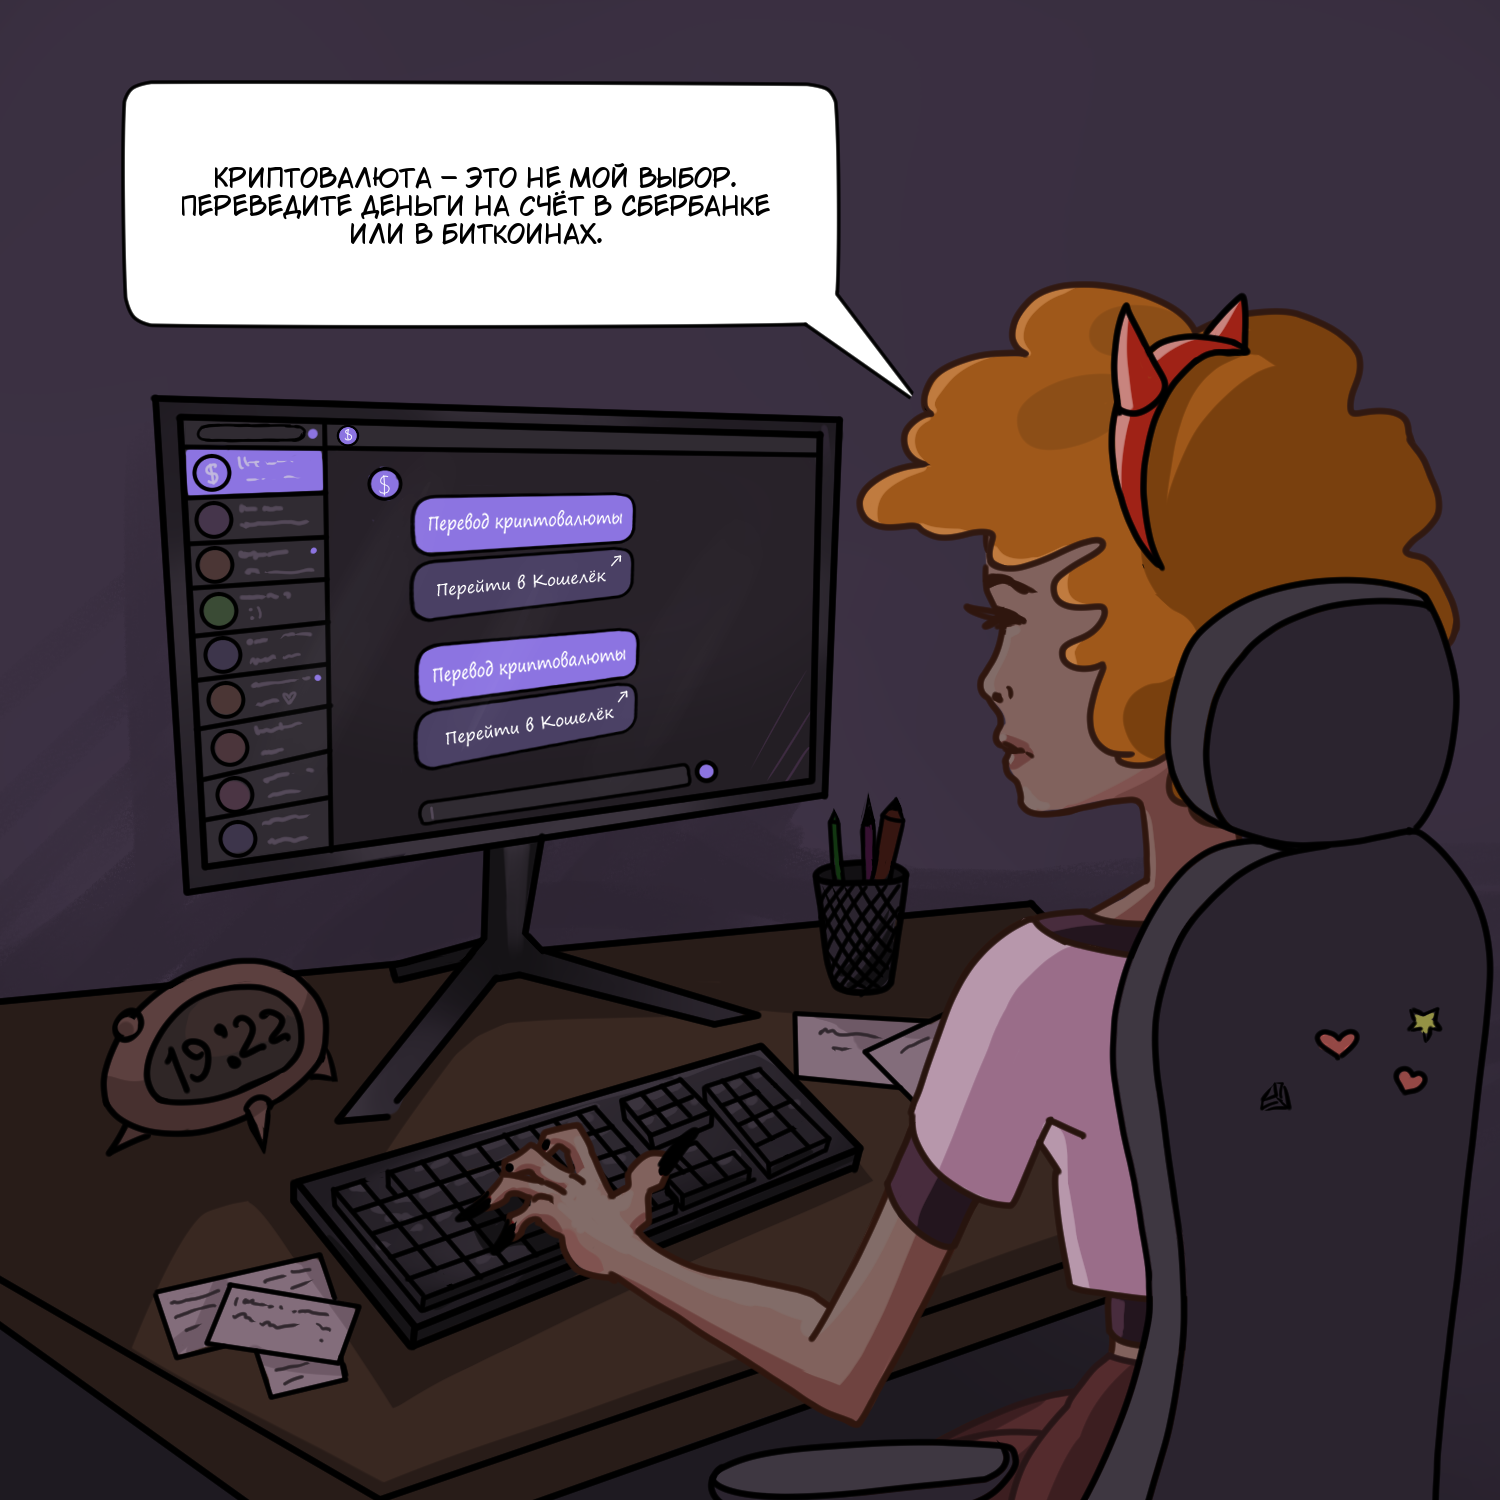 КРИПТОВАЛЮТА – ЭТО НЕ МОЙ ВЫБОР.
ПЕРЕВЕДИТЕ ДЕНЬГИ НА СЧЁТ В СБЕРБАНКЕ
ИЛИ В БИТКОИНАХ.
$
$
$
Перевод криптовалюты
Перейти в Кошелёк
:)
Перевод криптовалюты
Перейти в Кошелёк
19:22